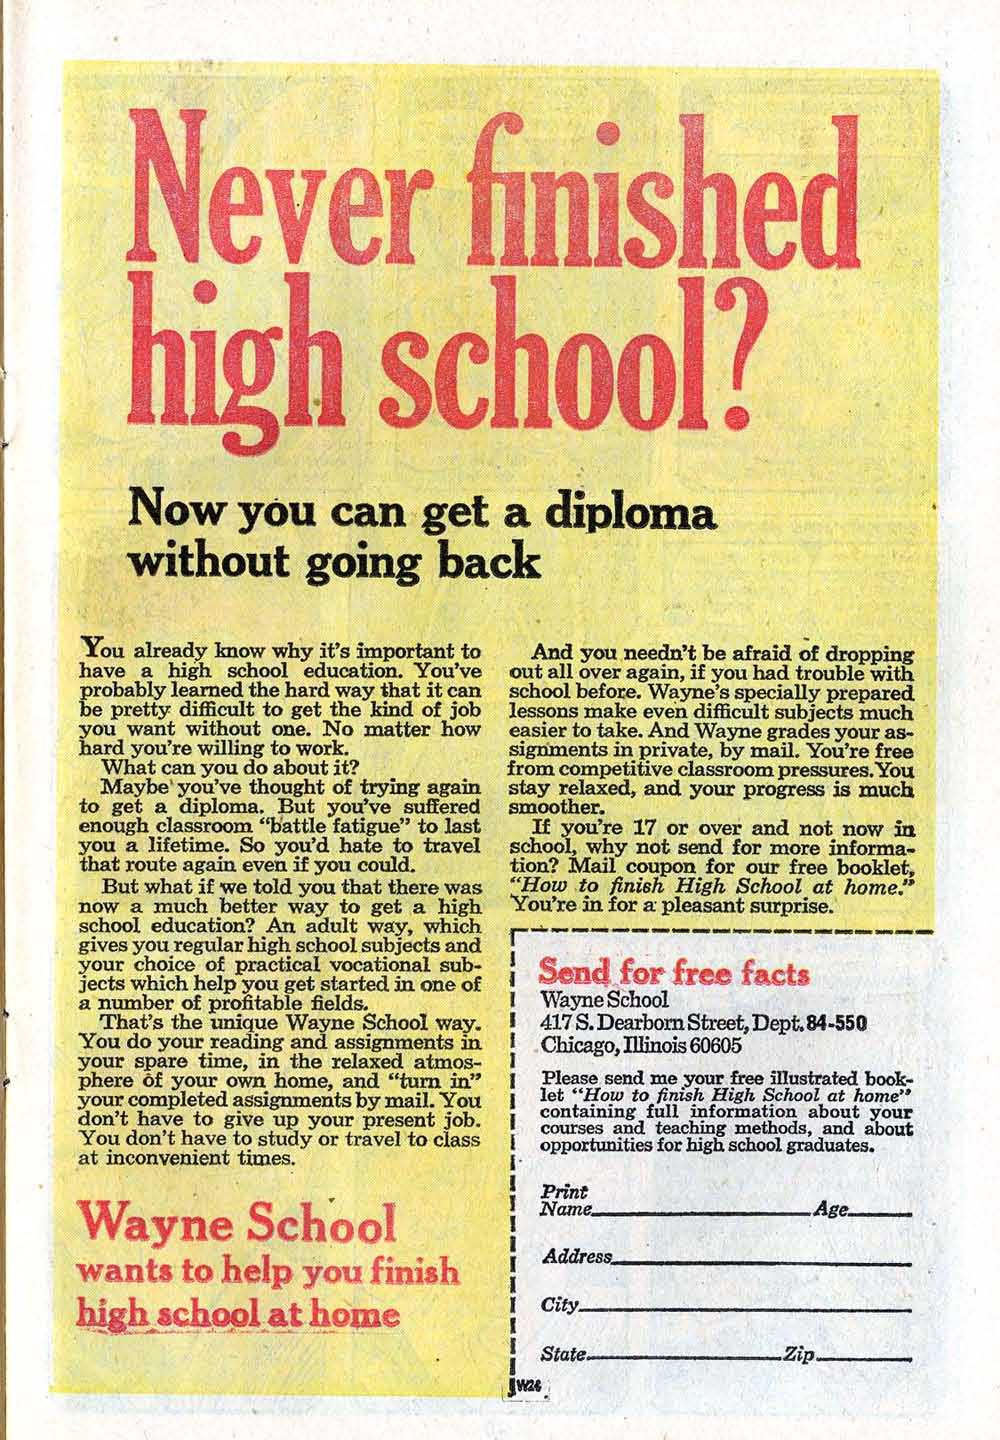 Never finished
high school?
Now you can get a diploma
without going back
You already know why it's important to
have a high school education. You've
probably learned the hard way that it can
be pretty difficult to get the kind of job
you want without one. No matter how
hard you're willing to work.
What can you do about it?
Maybe you've thought of trying again
to get a diploma. But you've suffered
enough classroom "battle fatigue" to last
you a lifetime. So you'd hate to travel
that route again even if you could.
But what if we told you that there was
now a much better way to get a high
school education? An adult way, which
gives you regular high school subjects and
your choice of practical vocational sub-
jects which help you get started in one of
a number of profitable fields.
That's the unique Wayne School way.
You do your reading and assignments in
your spare time, in the relaxed atmos-
phere of your own home, and "turn in"
your completed assignments by mail. You
don't have to give up your present job.
You don't have to study or travel to class
at inconvenient times.
Wayne School
wants to help you finish
high school at home
And you needn't be afraid of dropping
out all over again, if you had trouble with
school before. Wayne's specially prepared
lessons make even difficult subjects much
easier to take. And Wayne grades your as-
signments in private, by mail. You're free
from competitive classroom pressures. You
stay relaxed, and your progress is much
smoother.
If you're 17 or over and not now in
school, why not send for more informa-
tion? Mail coupon for our free booklet,
"How to finish High School at home."
You're in for a pleasant surprise.
Send for free facts
Wayne School
417 S. Dearborn Street, Dept. 84-550
Chicago, Illinois 60605
Please send me your free illustrated book-
let "How to finish High School at home"
containing full information about your
courses and teaching methods, and about
opportunities for high school graduates.
Print
Name Age
Address
City
State Zip
W24